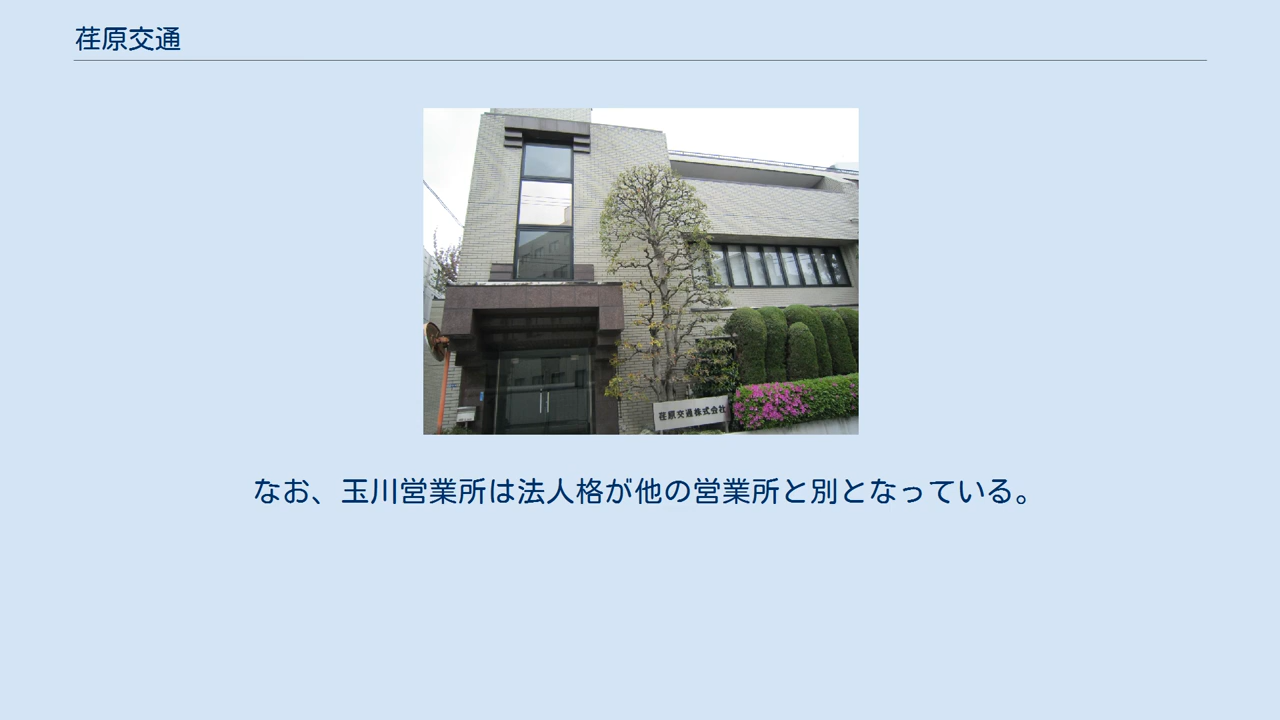 荏原交通
荏原交通株式会社
なお、玉川営業所は法人格が他の営業所と別となっている。